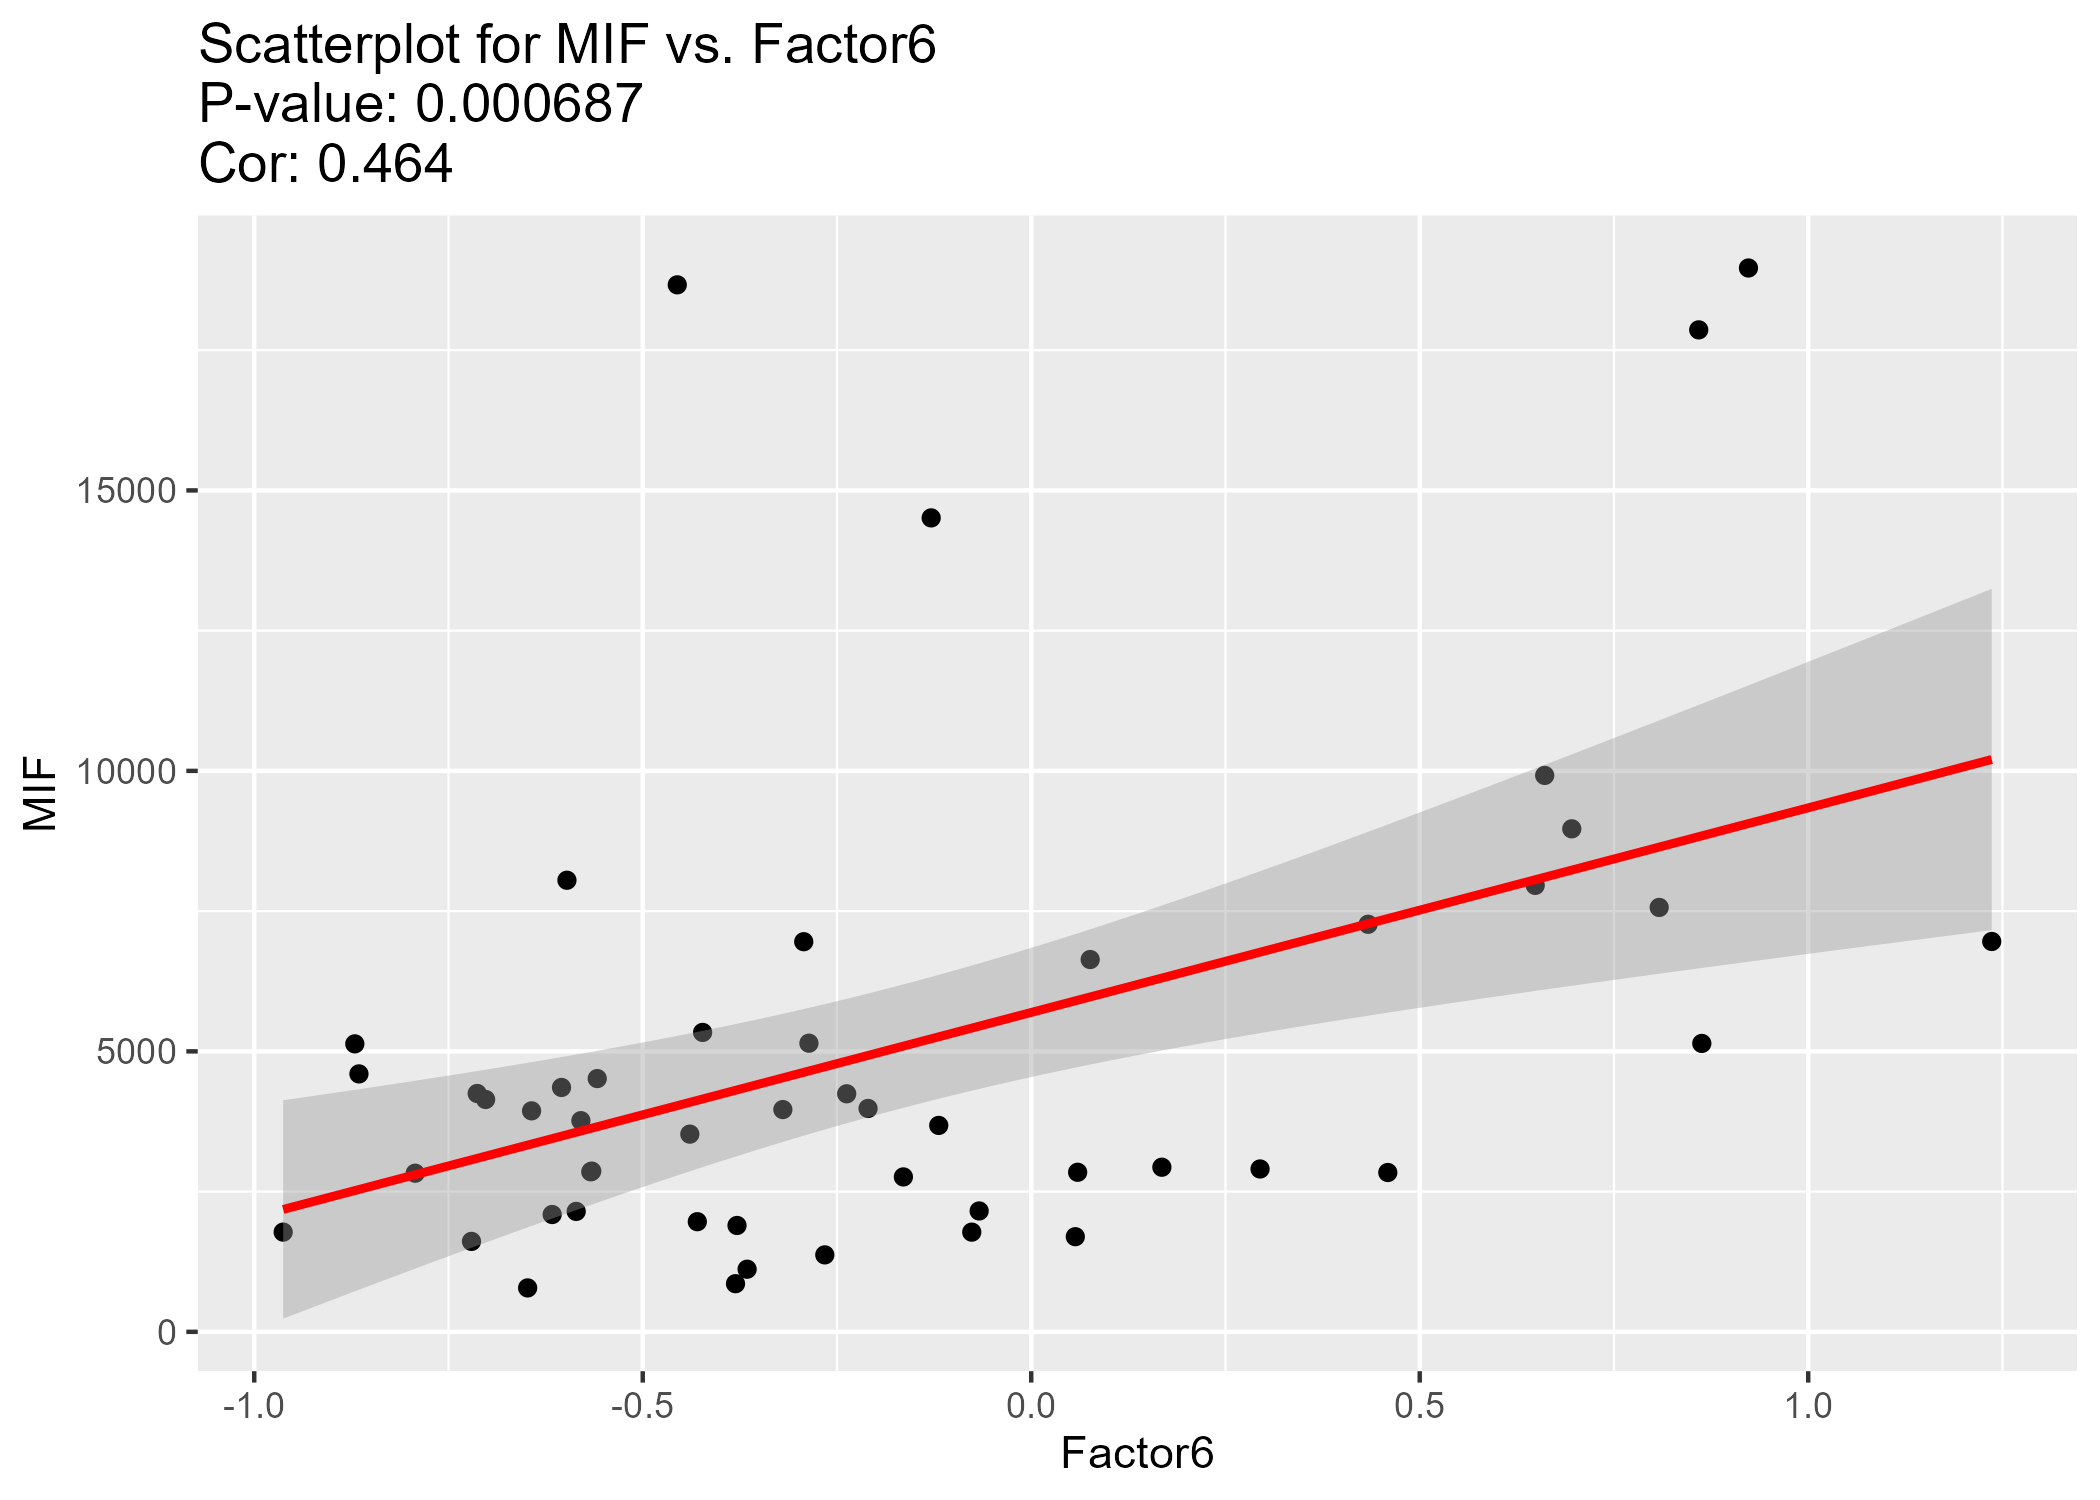 Scatterplot for MIF vs. Factor6
P-value: 0.000687
Cor: 0.464
15000
10000
5000
0
MIF
-1.0
-0.5
0.0
0.5
1.0
Factor6